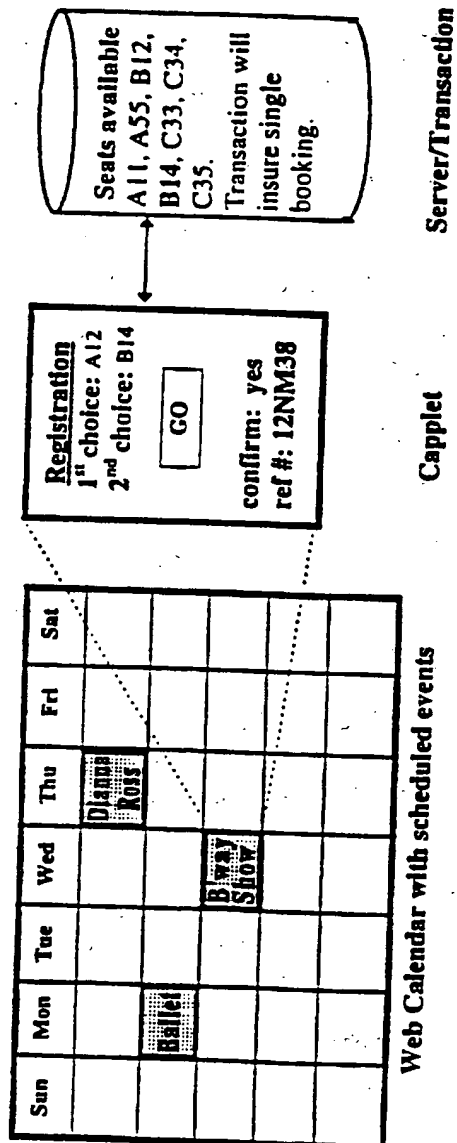 Sun Mon Tue Wed Thu Fri Sat
Dianna
Ross
Ballet
B'way
Show
Web Calendar with scheduled events
Registration
1st choice: A12
2nd choice: B14
GO
confirm: yes
ref #: 12NM38
Capplet
Seats available
A11, A55, B12,
B14, C33, C34,
C35.
Transaction will
insure single
booking.
Server/Transaction